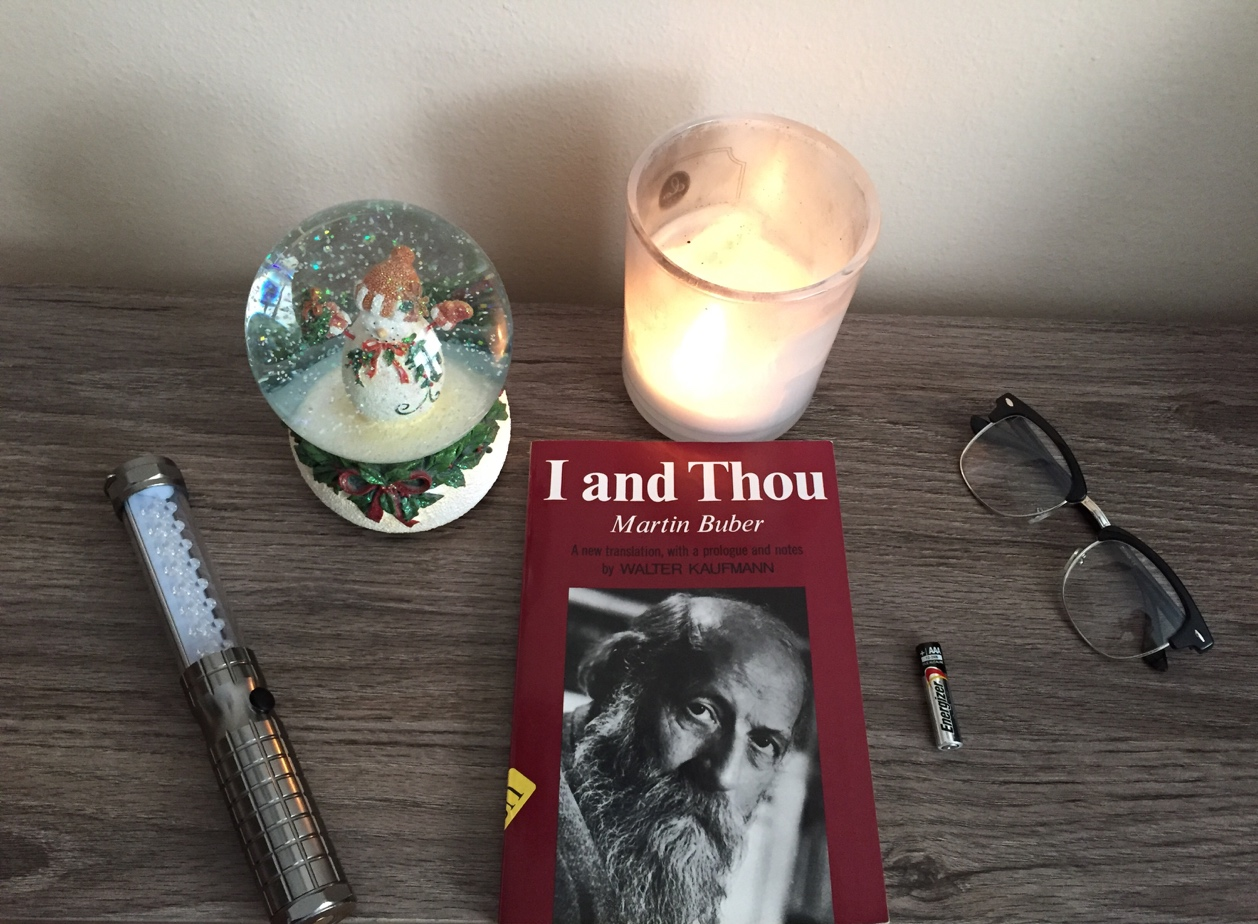 I and Thou
Martin Buber
A new translation, with a prologue and notes
by WALTER KAUFMANN
+ AAA
Energizer